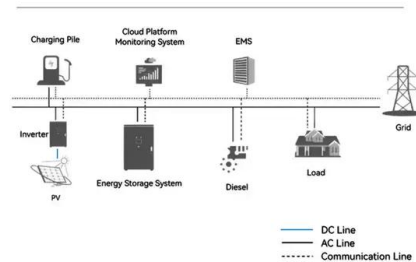 Charging Pile
Cloud Platform
Monitoring System
EMS
Inverter
Grid
PV
Energy Storage System
Diesel
Load
DC Line
AC Line
Communication Line